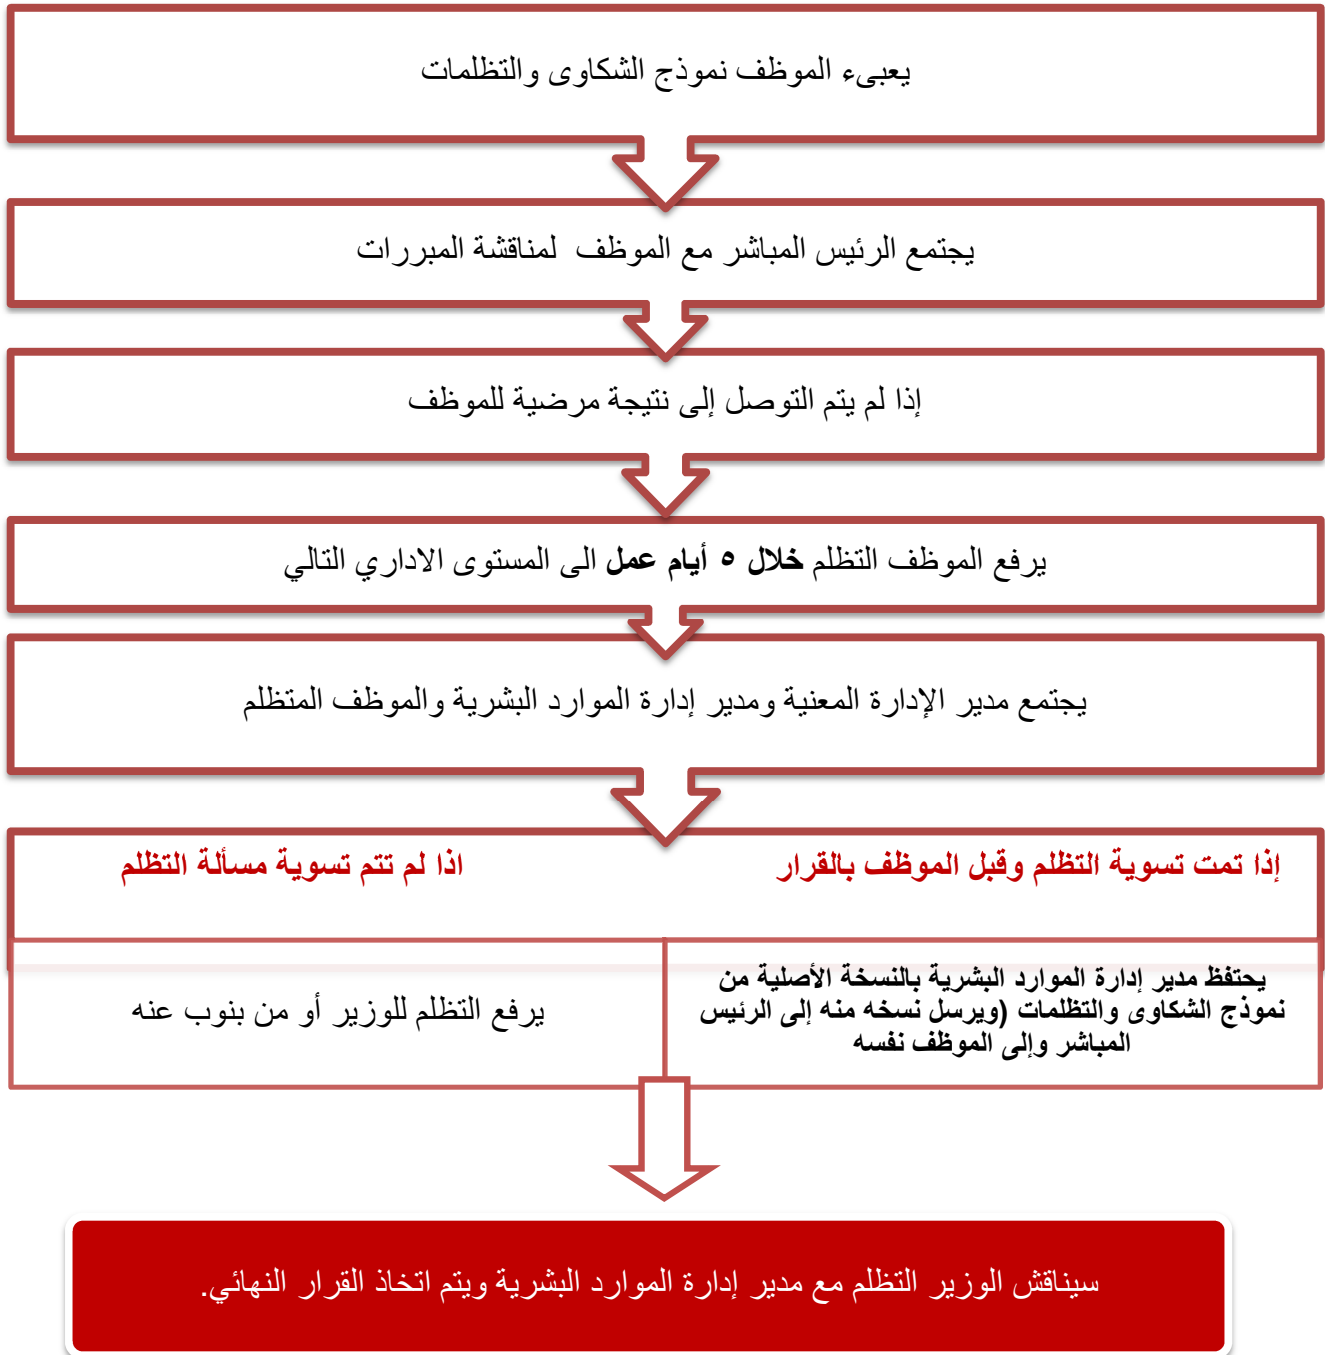 يعبىء الموظف نموذج الشكاوى والتظلمات
يجتمع الرئيس المباشر مع الموظف لمناقشة المبررات
إذا لم يتم التوصل إلى نتيجة مرضية للموظف
يرفع الموظف التظلم خلال ٥ أيام عمل الى المستوى الاداري التالي
يجتمع مدير الإدارة المعنية ومدير إدارة الموارد البشرية والموظف المتظلم
إذا تمت تسوية التظلم وقبل الموظف بالقرار
اذا لم تتم تسوية مسألة التظلم
يحتفظ مدير إدارة الموارد البشرية بالنسخة الأصلية من
نموذج الشكاوى والتظلمات (ويرسل نسخه منه إلى الرئيس
المباشر وإلى الموظف نفسه
يرفع التظلم للوزير أو من بنوب عنه
سيناقش الوزير التظلم مع مدير إدارة الموارد البشرية ويتم اتخاذ القرار النهائي.